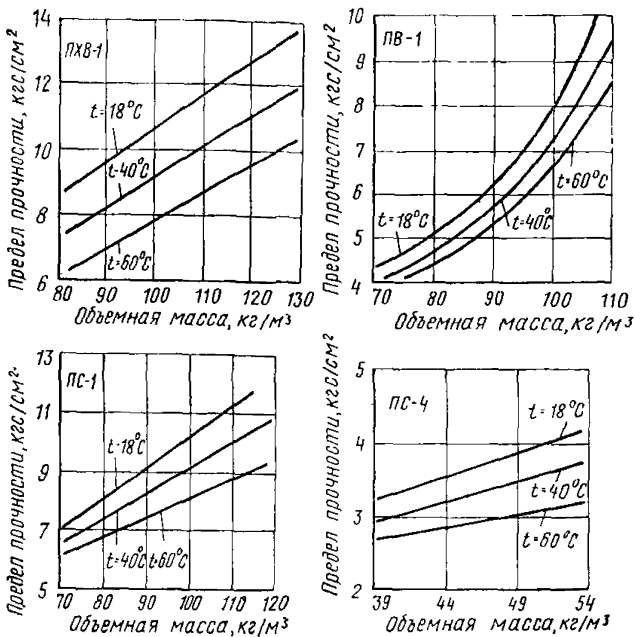 Предел прочности, кгс/см²
14
12
10
8
6
ПХВ-1
t=18°C
t-40°C
t=60°C
80 90 100 110 120 130
Объемная масса, кг/м³
Предел прочности, кгс/см²
10
9
8
7
6
5
4
ПВ-1
t=18°C
t=40°C
t=60°C
70 80 90 100 110
Объемная масса, кг/м³
Предел прочности, кгс/см²
13
11
9
7
5
ПС-1
t-18°C
t=40°C t=60°C
70 80 90 100 110 120
Объемная масса, кг/м³
Предел прочности, кгс/см²
5
4
3
2
ПС-4
t=18°C
t=40°C
t=60°C
39 44 49 54
Объемная масса, кг/м³